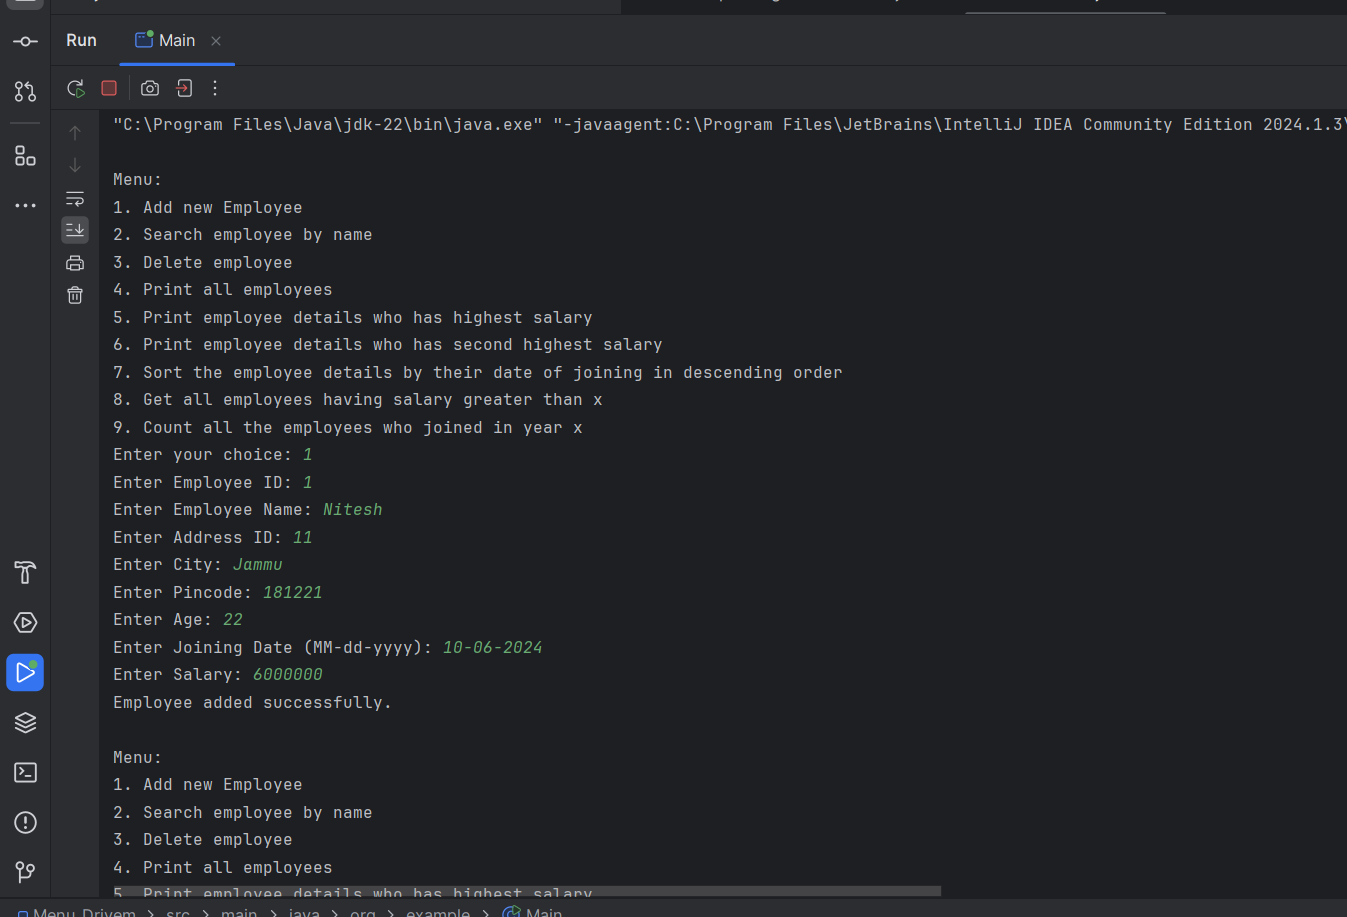 Run
Main
"C:\Program Files\Java\jdk-22\bin\java.exe" "-javaagent:C:\Program Files\JetBrains\IntelliJ IDEA Community Edition 2024.1.3\
Menu:
1. Add new Employee
2. Search employee by name
3. Delete employee
4. Print all employees
5. Print employee details who has highest salary
6. Print employee details who has second highest salary
7. Sort the employee details by their date of joining in descending order
8. Get all employees having salary greater than x
9. Count all the employees who joined in year x
Enter your choice: 1
Enter Employee ID: 1
Enter Employee Name: Nitesh
Enter Address ID: 11
Enter City: Jammu
Enter Pincode: 181221
Enter Age: 22
Enter Joining Date (MM-dd-yyyy): 10-06-2024
Enter Salary: 6000000
Employee added successfully.
Menu:
1. Add new Employee
2. Search employee by name
3. Delete employee
4. Print all employees
5. Print employee details who has highest salary
Menu Drivem > src > main > java > org > example > Main